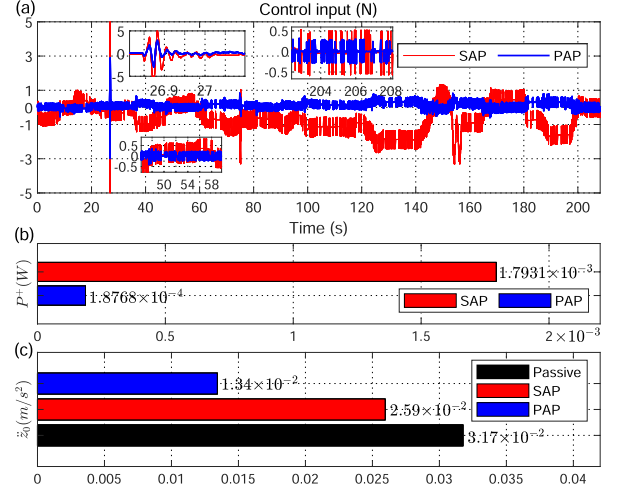 (a)
Control input (N)
5
3
1
-1
-3
-5
5
0
-5
26.9 27
0.5
0
-0.5
204 206 208
SAP PAP
0.5
0
-0.5
50 54 58
0 20 40 60 80 100 120 140 160 180 200
Time (s)
(b)
P⁺(W)
1.7931×10⁻³
1.8768×10⁻⁴
SAP PAP
0 0.5 1 1.5 2×10⁻³
(c)
z̈₀(m/s²)
1.34×10⁻²
2.59×10⁻²
3.17×10⁻²
Passive
SAP
PAP
0 0.005 0.01 0.015 0.02 0.025 0.03 0.035 0.04